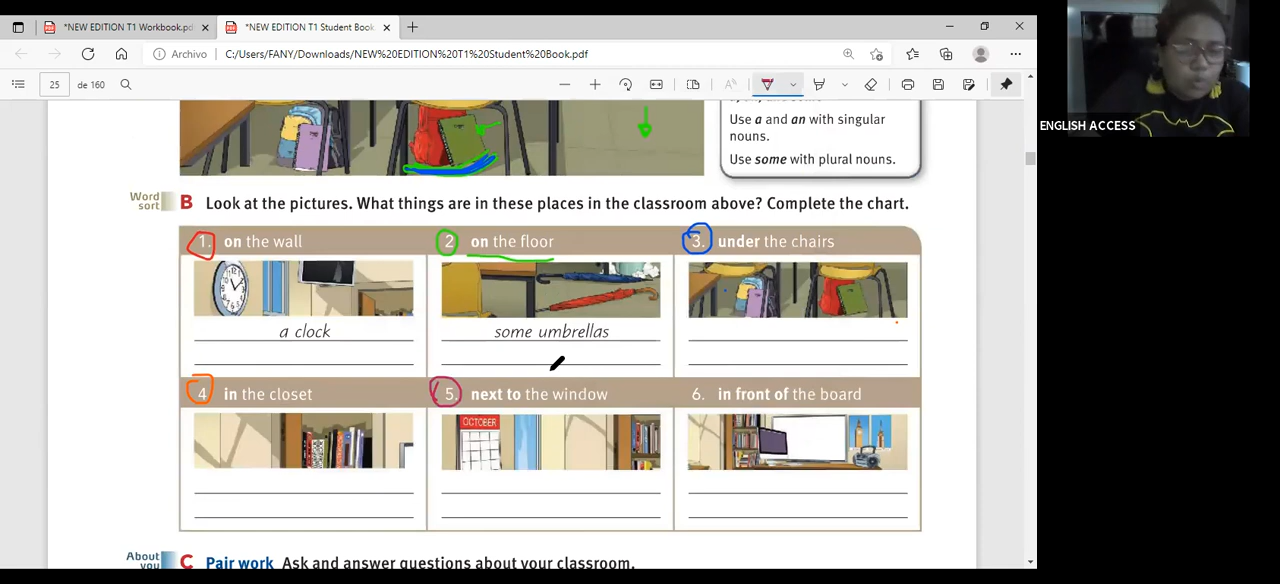 *NEW EDITION T1 Workbook.pd
*NEW EDITION T1 Student Book
Archivo
C:/Users/FANY/Downloads/NEW%20EDITION%20T1%20Student%20Book.pdf
25
de 160
ENGLISH ACCESS
Use a and an with singular
nouns.
Use some with plural nouns.
Word
sort
B Look at the pictures. What things are in these places in the classroom above? Complete the chart.
1. on the wall
2 on the floor
3. under the chairs
a clock
some umbrellas
4 in the closet
5. next to the window
6. in front of the board
OCTOBER
About
you
C Pair work Ask and answer questions about your classroom.